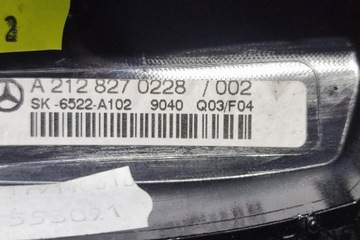 2
A 212 827 0228 / 002
SK -6522-A102 9040 Q03/F04